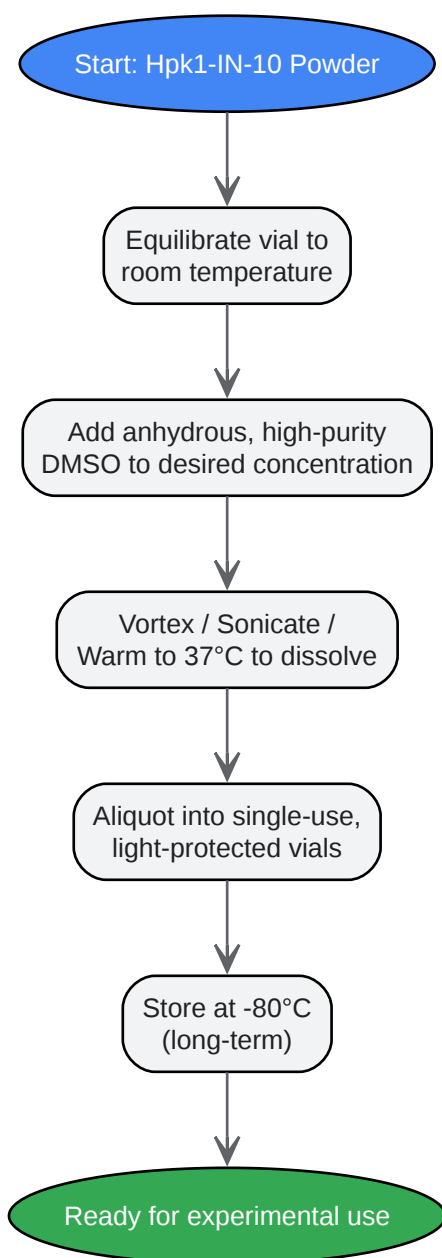 Start: Hpk1-IN-10 Powder
Equilibrate vial to
room temperature
Add anhydrous, high-purity
DMSO to desired concentration
Vortex / Sonicate /
Warm to 37°C to dissolve
Aliquot into single-use,
light-protected vials
Store at -80°C
(long-term)
Ready for experimental use